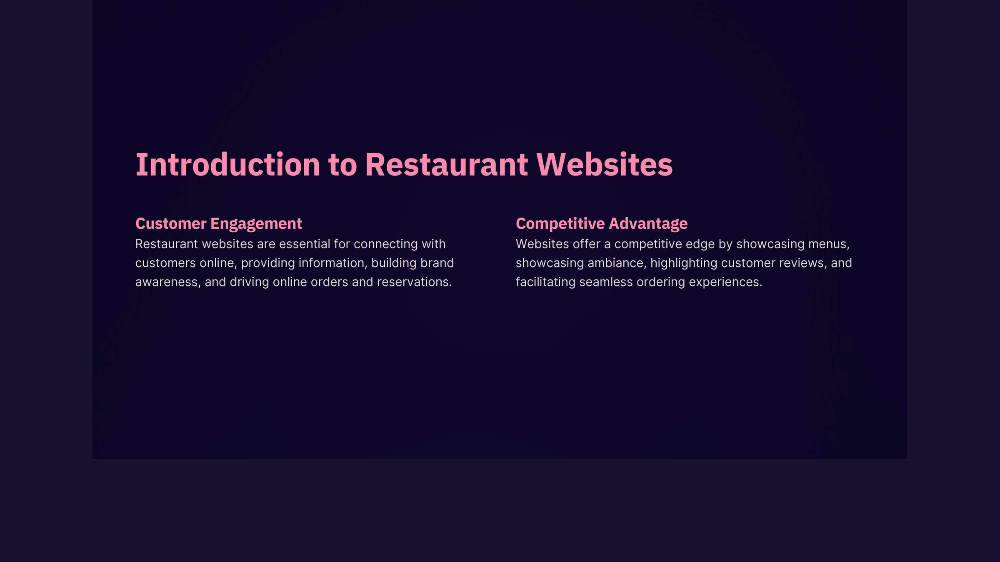 Introduction to Restaurant Websites
Customer Engagement
Restaurant websites are essential for connecting with
customers online, providing information, building brand
awareness, and driving online orders and reservations.
Competitive Advantage
Websites offer a competitive edge by showcasing menus,
showcasing ambiance, highlighting customer reviews, and
facilitating seamless ordering experiences.